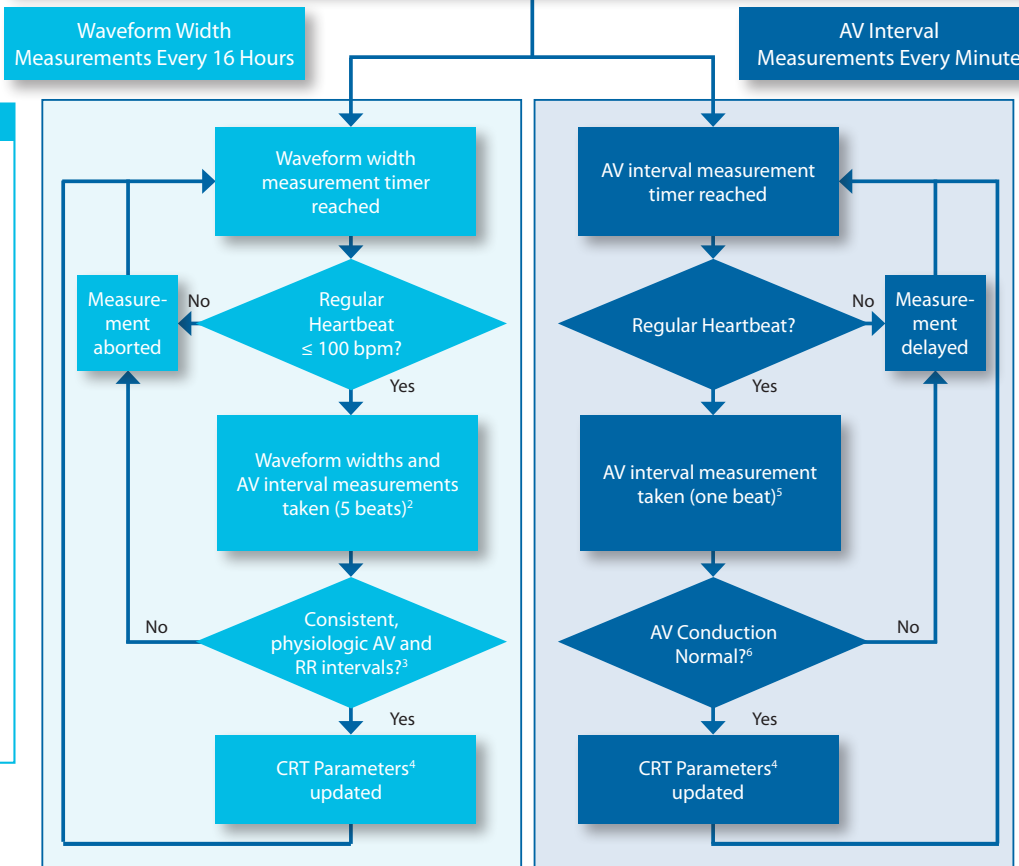 Waveform Width
Measurements Every 16 Hours
AV Interval
Measurements Every Minute
Waveform width
measurement timer
reached
Measure-
ment
aborted
No
Regular
Heartbeat
≤ 100 bpm?
Yes
Waveform widths and
AV interval measurements
taken (5 beats)²
No
Consistent,
physiologic AV and
RR intervals?³
Yes
CRT Parameters⁴
updated
AV interval measurement
timer reached
Regular Heartbeat?
No
Measure-
ment
delayed
Yes
AV interval measurement
taken (one beat)⁵
AV Conduction
Normal?⁶
No
Yes
CRT Parameters⁴
updated